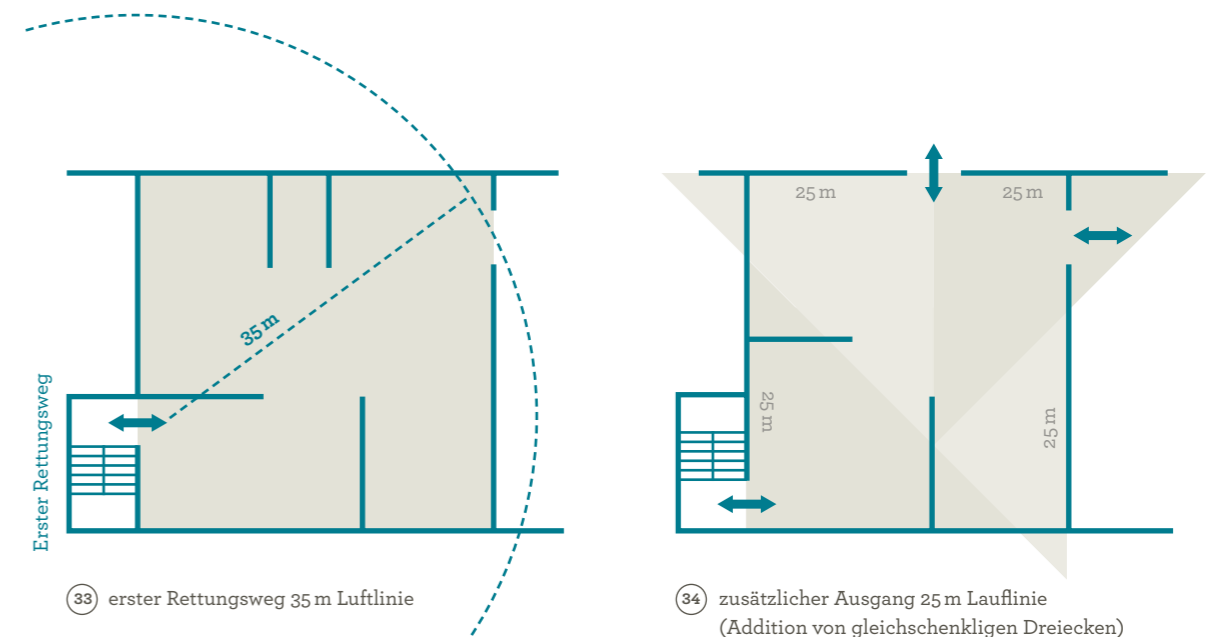 35 m
Erster Rettungsweg
33 erster Rettungsweg 35 m Luftlinie
25 m
25 m
25 m
25 m
34 zusätzlicher Ausgang 25 m Lauflinie
(Addition von gleichschenkligen Dreiecken)